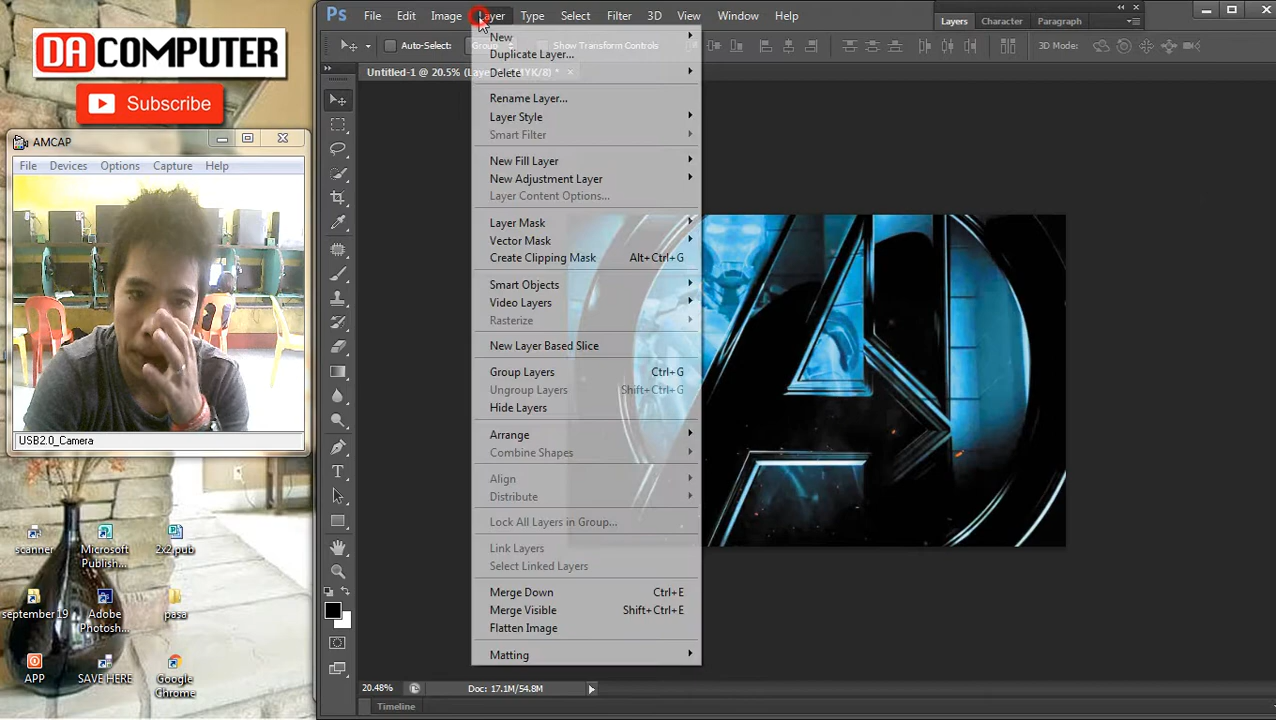 DA COMPUTER
Subscribe
AMCAP
File Devices Options Capture Help
USB2.0_Camera
scanner
Microsoft Publish...
2x2.pub
september 19
Adobe Photosh...
pasa
APP
SAVE HERE
Google Chrome
Ps File Edit Image Layer Type Select Filter 3D View Window Help
Layers Character Paragraph
Auto-Select: Group Show Transform Controls 3D Mode:
Untitled-1 @ 20.5% (Laye YK/8) *
New
Duplicate Layer...
Delete
Rename Layer...
Layer Style
Smart Filter
New Fill Layer
New Adjustment Layer
Layer Content Options...
Layer Mask
Vector Mask
Create Clipping Mask Alt+Ctrl+G
Smart Objects
Video Layers
Rasterize
New Layer Based Slice
Group Layers Ctrl+G
Ungroup Layers Shift+Ctrl+G
Hide Layers
Arrange
Combine Shapes
Align
Distribute
Lock All Layers in Group...
Link Layers
Select Linked Layers
Merge Down Ctrl+E
Merge Visible Shift+Ctrl+E
Flatten Image
Matting
20.48% Doc: 17.1M/54.8M
Timeline